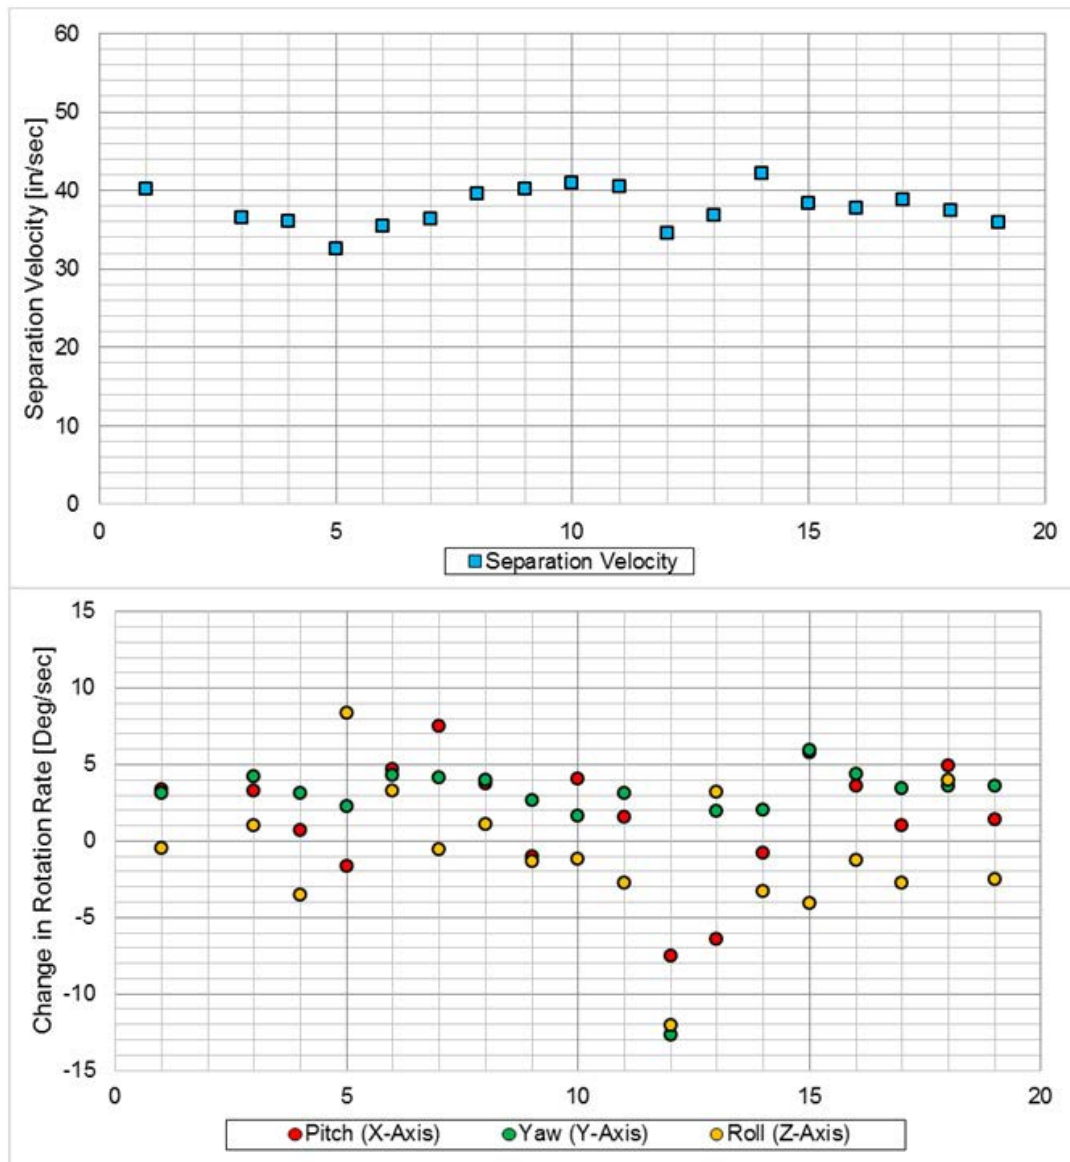 Separation Velocity [in/sec]
60
50
40
30
20
10
0
0 5 10 15 20
Separation Velocity
Change in Rotation Rate [Deg/sec]
15
10
5
0
-5
-10
-15
0 5 10 15 20
Pitch (X-Axis) Yaw (Y-Axis) Roll (Z-Axis)